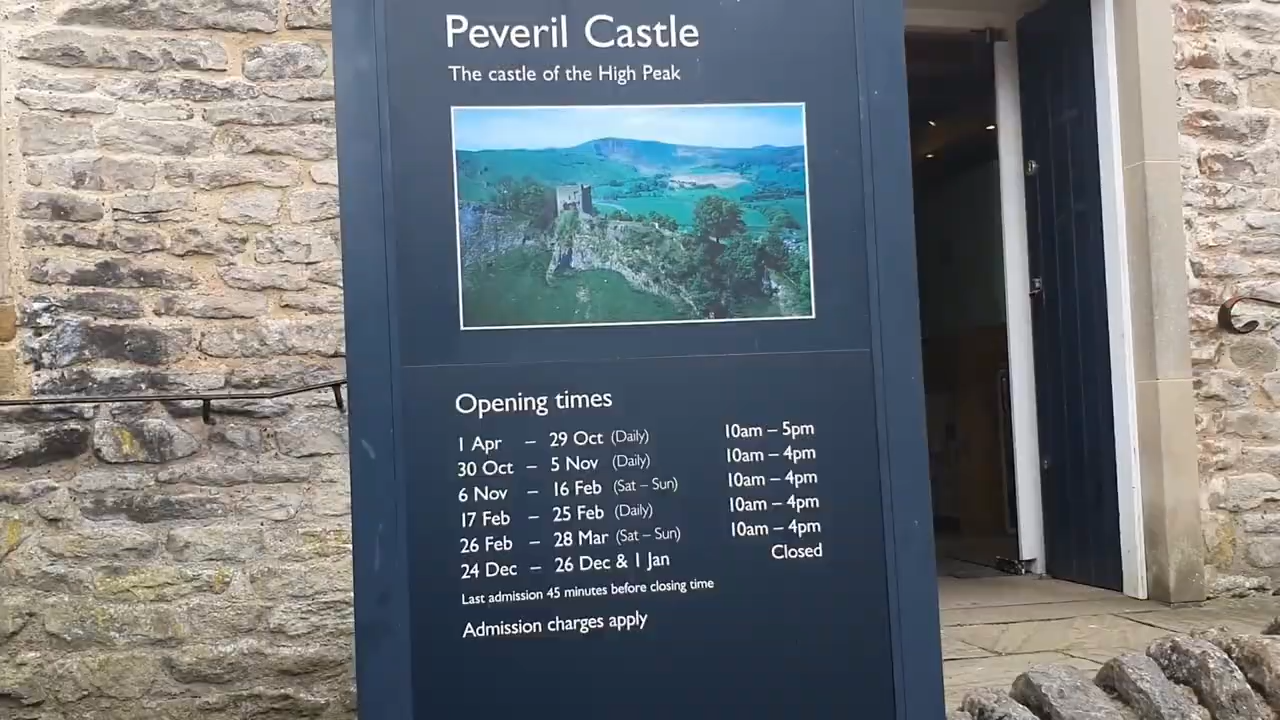 Peveril Castle
The castle of the High Peak
Opening times
1 Apr – 29 Oct (Daily) 10am – 5pm
30 Oct – 5 Nov (Daily) 10am – 4pm
6 Nov – 16 Feb (Sat – Sun) 10am – 4pm
17 Feb – 25 Feb (Daily) 10am – 4pm
26 Feb – 28 Mar (Sat – Sun) 10am – 4pm
24 Dec – 26 Dec & 1 Jan Closed
Last admission 45 minutes before closing time
Admission charges apply